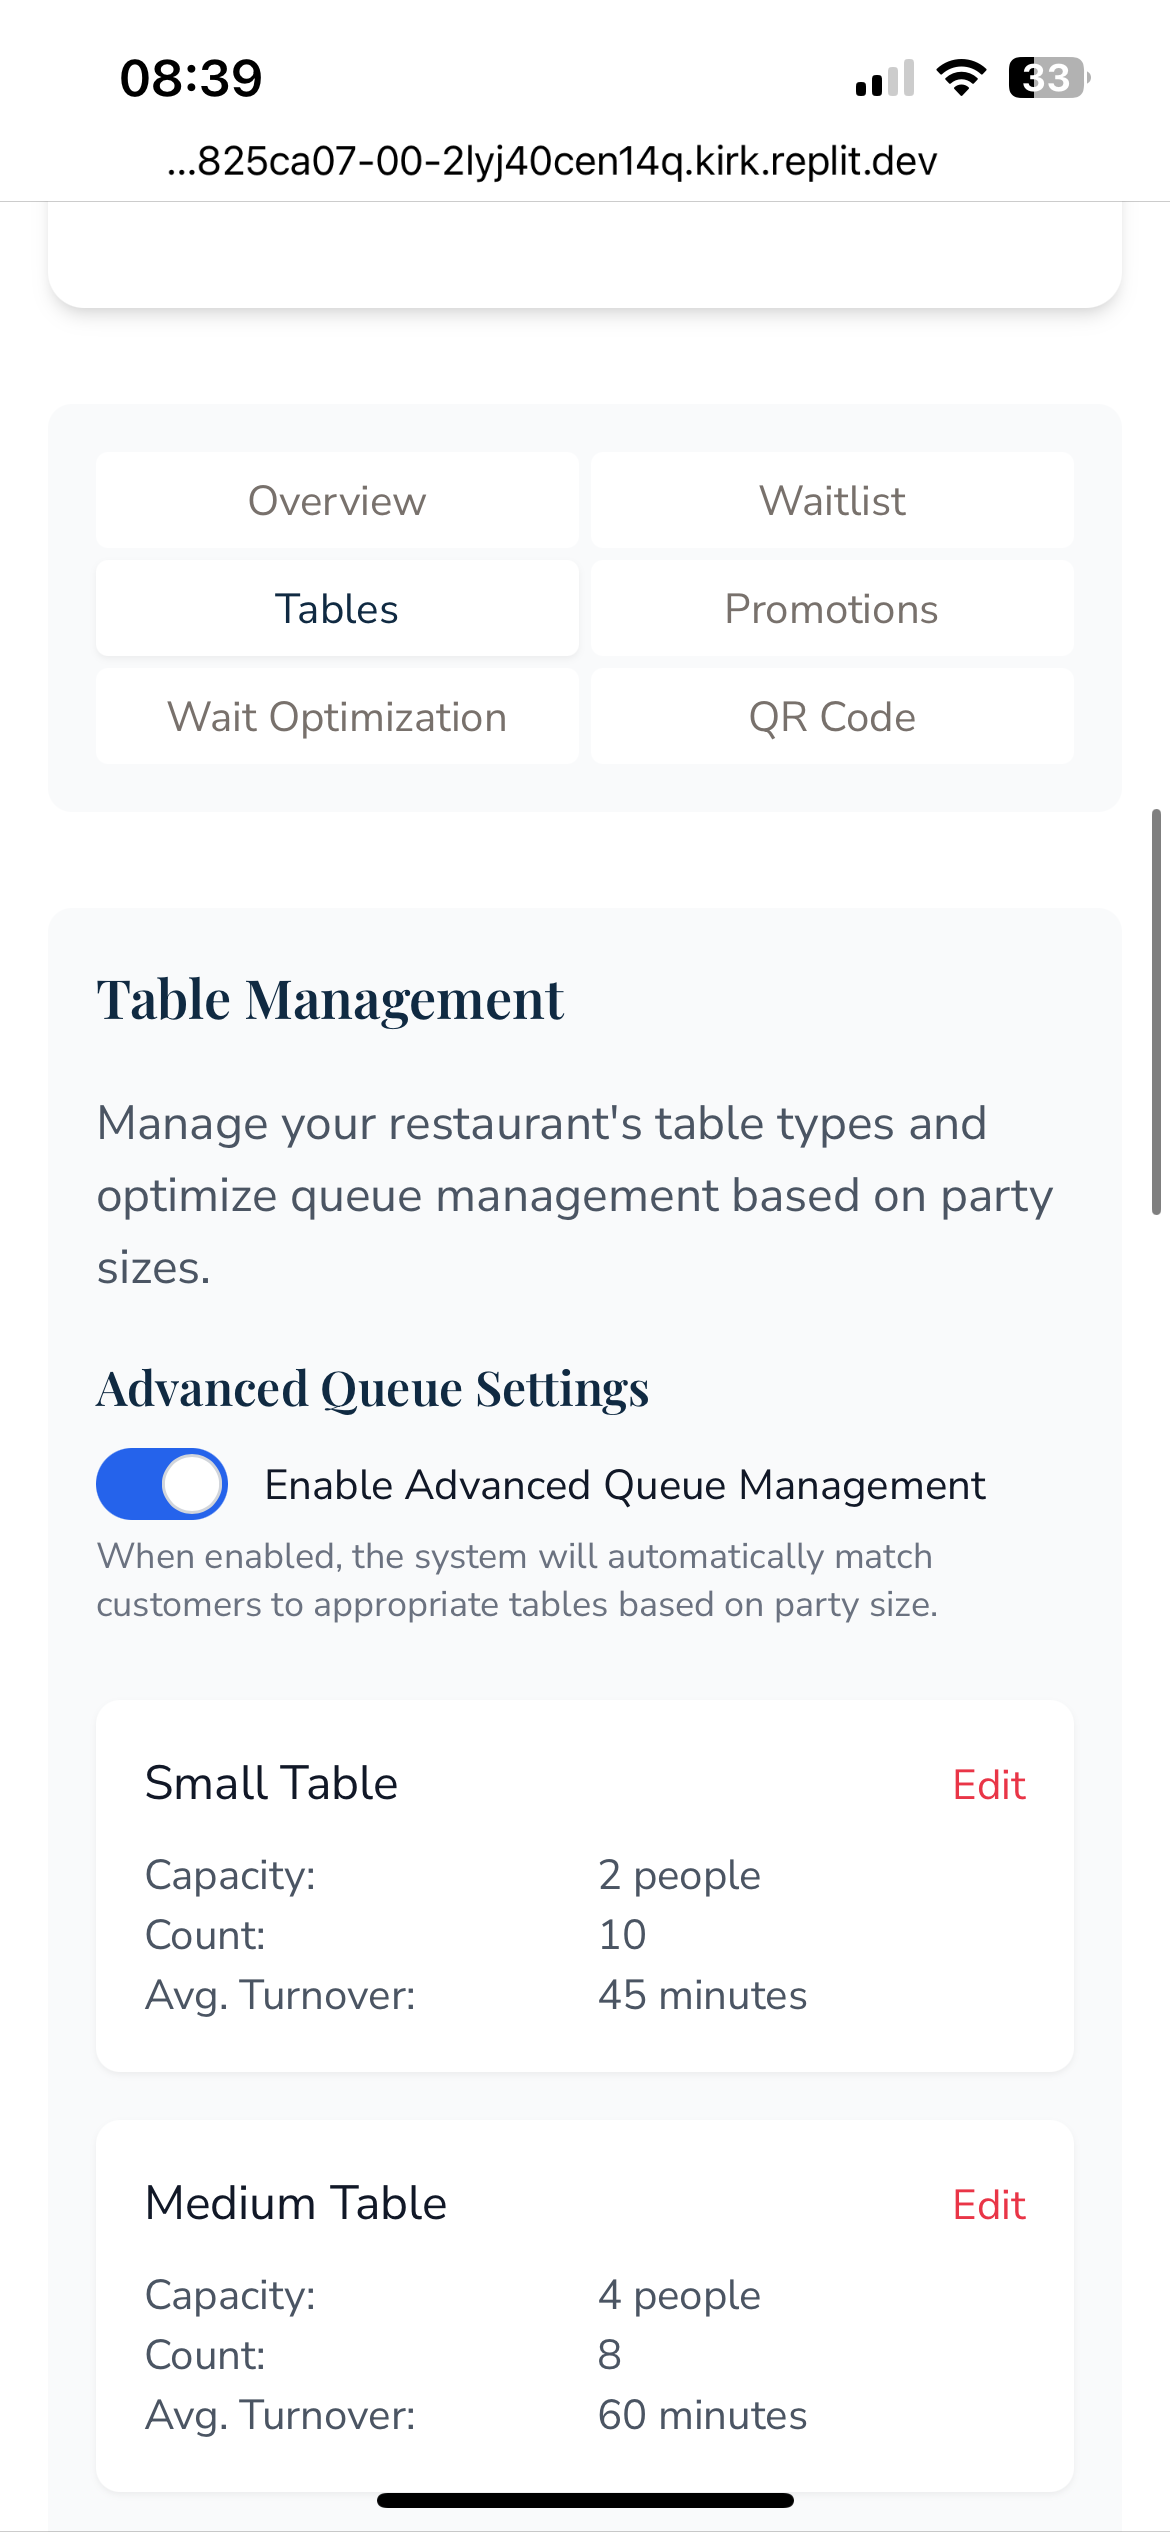 08:39
33
...825ca07-00-2lyj40cen14q.kirk.replit.dev
Overview
Waitlist
Tables
Promotions
Wait Optimization
QR Code
Table Management
Manage your restaurant's table types and
optimize queue management based on party
sizes.
Advanced Queue Settings
Enable Advanced Queue Management
When enabled, the system will automatically match
customers to appropriate tables based on party size.
Small Table
Edit
Capacity: 2 people
Count: 10
Avg. Turnover: 45 minutes
Medium Table
Edit
Capacity: 4 people
Count: 8
Avg. Turnover: 60 minutes